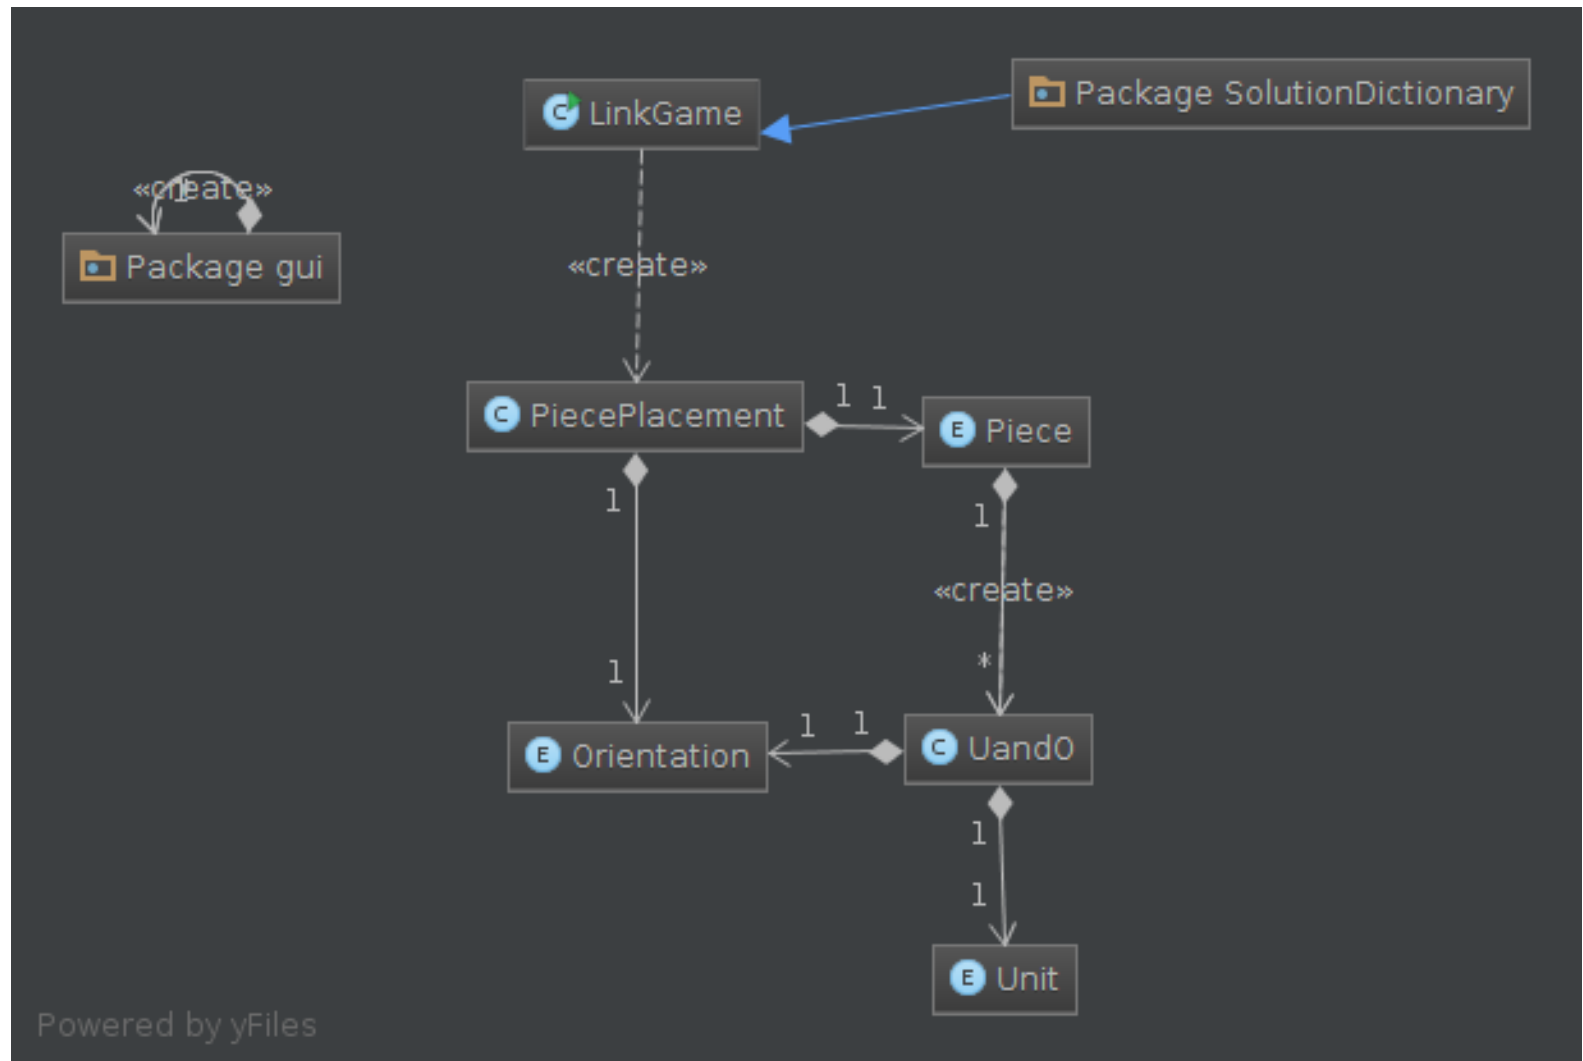 LinkGame
Package SolutionDictionary
«create»
1
Package gui
«create»
PiecePlacement
1 1
Piece
1
1
«create»
1
*
Orientation
1 1
UandO
1
1
Unit
C
C
E
E
C
E
Powered by yFiles